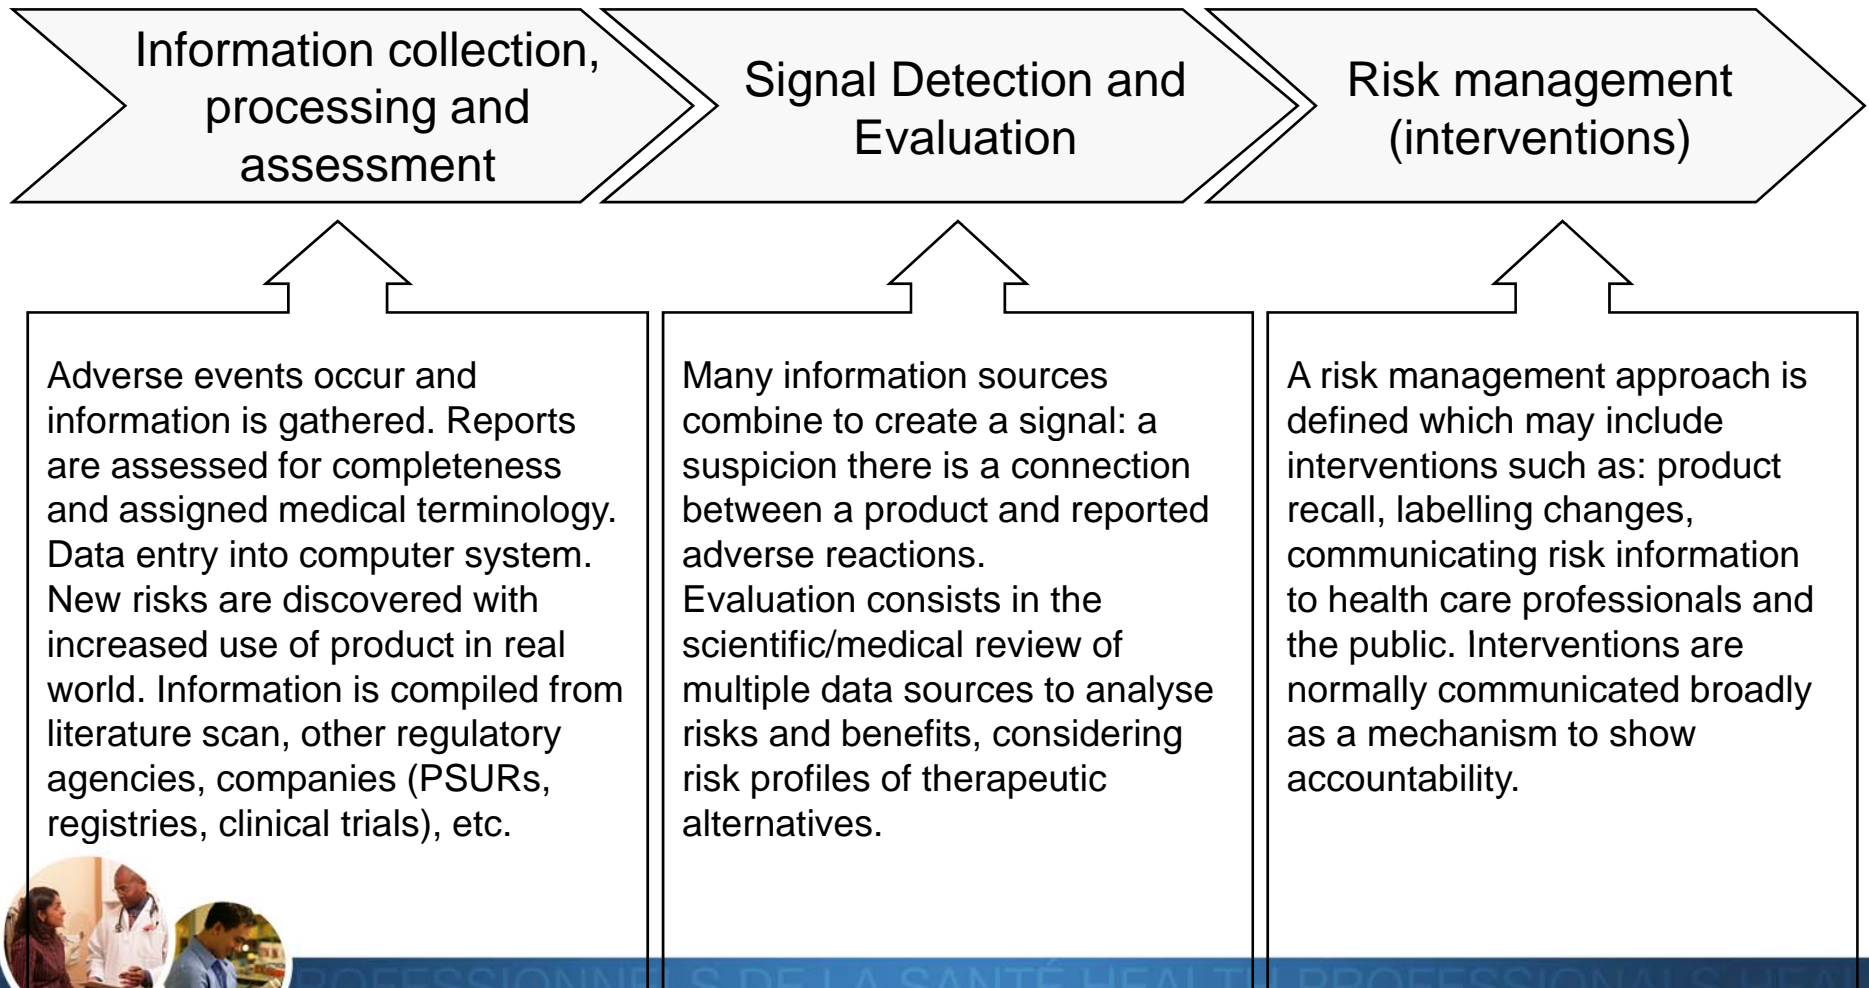 Information collection,
processing and
assessment
Signal Detection and
Evaluation
Risk management
(interventions)
Adverse events occur and
information is gathered. Reports
are assessed for completeness
and assigned medical terminology.
Data entry into computer system.
New risks are discovered with
increased use of product in real
world. Information is compiled from
literature scan, other regulatory
agencies, companies (PSURs,
registries, clinical trials), etc.
Many information sources
combine to create a signal: a
suspicion there is a connection
between a product and reported
adverse reactions.
Evaluation consists in the
scientific/medical review of
multiple data sources to analyse
risks and benefits, considering
risk profiles of therapeutic
alternatives.
A risk management approach is
defined which may include
interventions such as: product
recall, labelling changes,
communicating risk information
to health care professionals and
the public. Interventions are
normally communicated broadly
as a mechanism to show
accountability.
ROFESSIONNELS DE LA SANTÉ HEALTH PROFESSIONALS HEAL